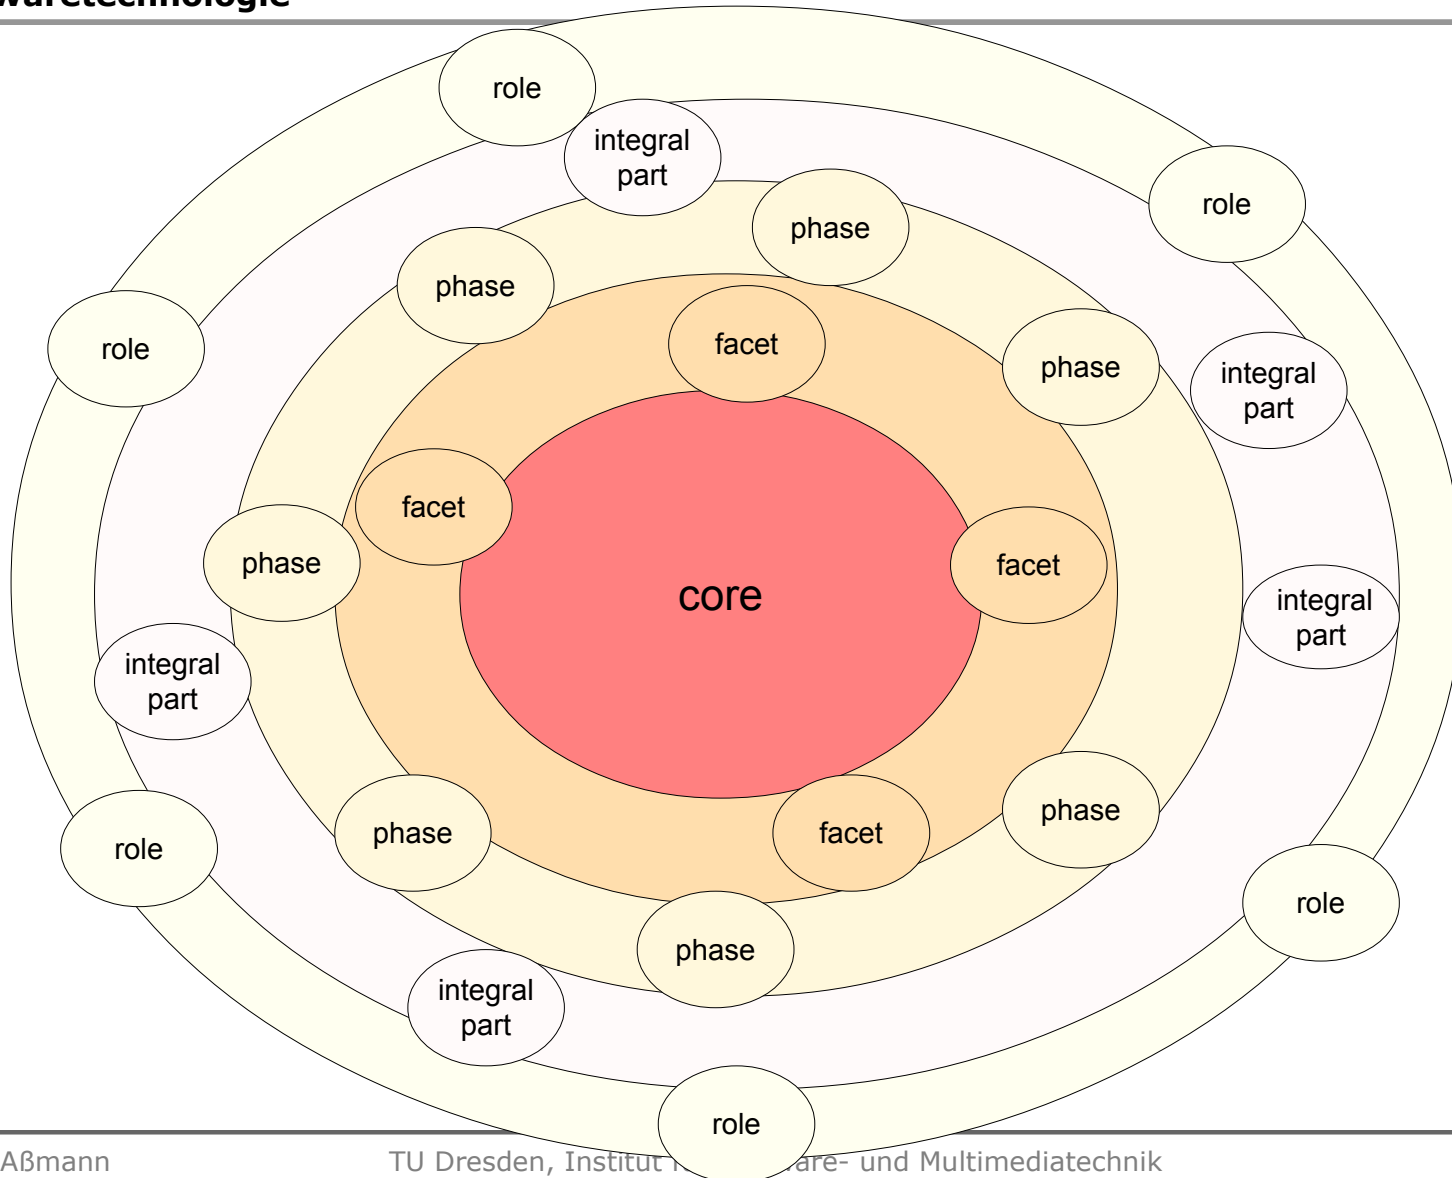 role
integral
part
role
phase
phase
role
facet
phase
integral
part
facet
phase
facet
core
integral
part
integral
part
phase
phase
facet
role
role
phase
integral
part
role
Aßmann
TU Dresden, Institut
und Multimediatechnik